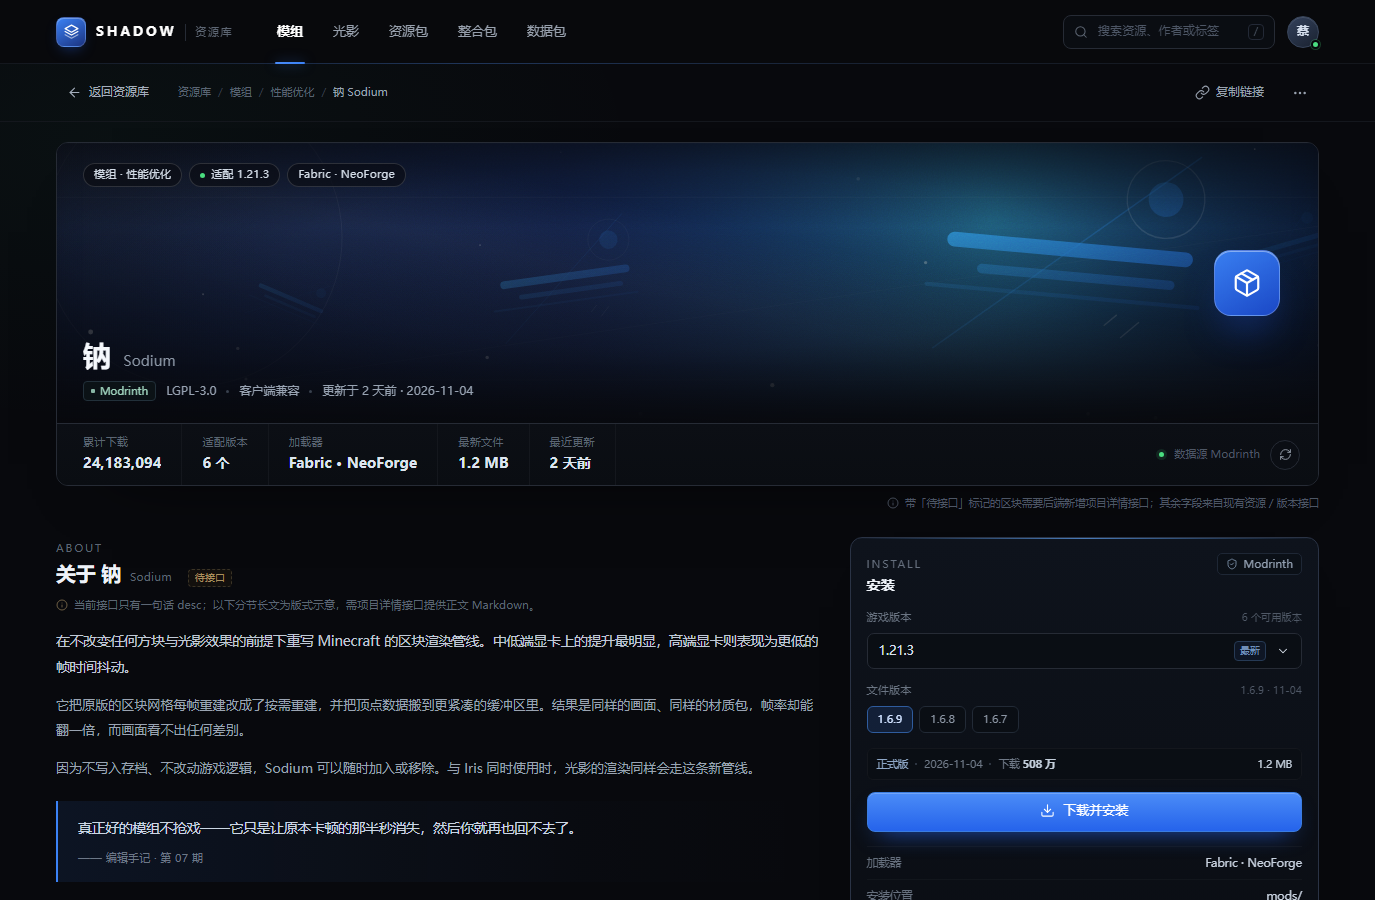 SHADOW 资源库 模组 光影 资源包 整合包 数据包 搜索资源、作者或标签 / 蔡
返回资源库 资源库 / 模组 / 性能优化 / 钠 Sodium 复制链接 ···
模组 · 性能优化 适配 1.21.3 Fabric · NeoForge
钠 Sodium
Modrinth LGPL-3.0 · 客户端兼容 · 更新于 2 天前 · 2026-11-04
累计下载 适配版本 加载器 最新文件 最近更新
24,183,094 6 个 Fabric • NeoForge 1.2 MB 2 天前
数据源 Modrinth
带「待接口」标记的区块需要后端新增项目详情接口；其余字段来自现有资源 / 版本接口
ABOUT
关于 钠 Sodium 待接口
当前接口只有一句话 desc；以下分节长文为版式示意，需项目详情接口提供正文 Markdown。
在不改变任何方块与光影效果的前提下重写 Minecraft 的区块渲染管线。中低端显卡上的提升最明显，高端显卡则表现为更低的
帧时间抖动。
它把原版的区块网格每帧重建改成了按需重建，并把顶点数据搬到更紧凑的缓冲区里。结果是同样的画面、同样的材质包，帧率却能
翻一倍，而画面看不出任何差别。
因为不写入存档、不改动游戏逻辑，Sodium 可以随时加入或移除。与 Iris 同时使用时，光影的渲染同样会走这条新管线。
真正好的模组不抢戏——它只是让原本卡顿的那半秒消失，然后你就再也回不去了。
—— 编辑手记 · 第 07 期
INSTALL Modrinth
安装
游戏版本 6 个可用版本
1.21.3 最新
文件版本 1.6.9 · 11-04
1.6.9 1.6.8 1.6.7
正式版 · 2026-11-04 · 下载 508 万 1.2 MB
下载并安装
加载器 Fabric · NeoForge
安装位置 mods/